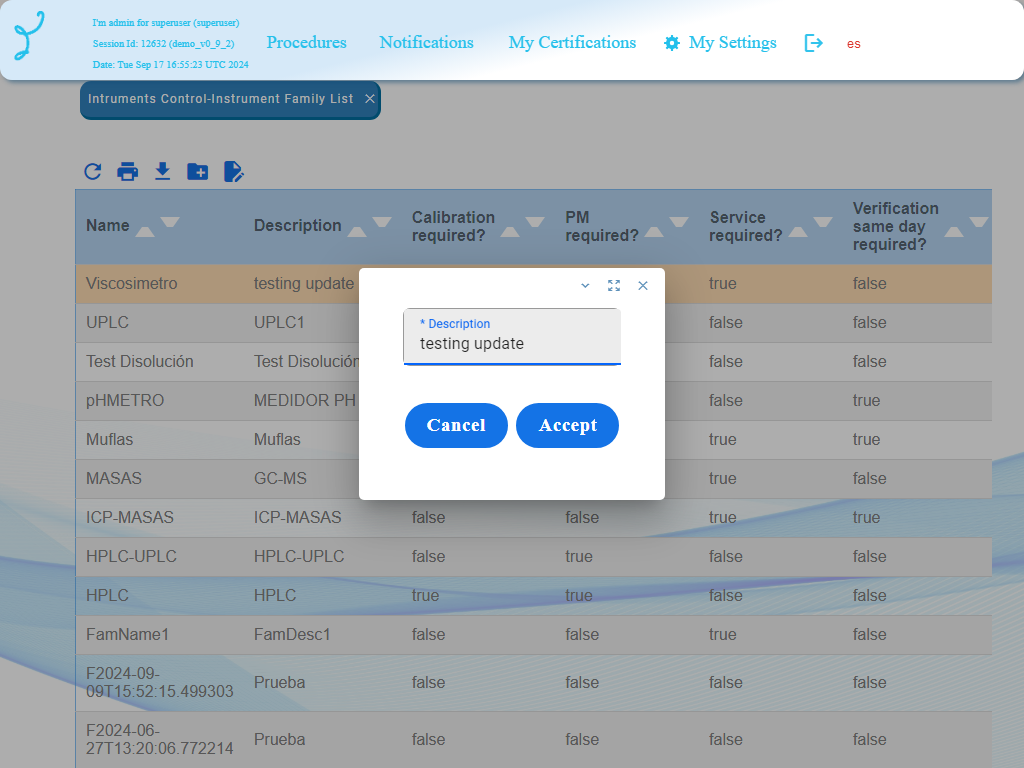 I'm admin for superuser (superuser)
Session Id: 12632 (demo_v0_9_2)
Date: Tue Sep 17 16:55:23 UTC 2024
Procedures Notifications My Certifications My Settings es
Intruments Control-Instrument Family List
Name Description Calibration required? PM required? Service required? Verification same day required?
Viscosimetro testing update true false
UPLC UPLC1 false false
Test Disolución Test Disolución false false
pHMETRO MEDIDOR PH false true
Muflas Muflas true true
MASAS GC-MS true false
ICP-MASAS ICP-MASAS false false true true
HPLC-UPLC HPLC-UPLC false true false false
HPLC HPLC true true false false
FamName1 FamDesc1 false false true false
F2024-09-09T15:52:15.499303 Prueba false false false false
F2024-06-27T13:20:06.772214 Prueba false false false false
* Description
testing update
Cancel Accept